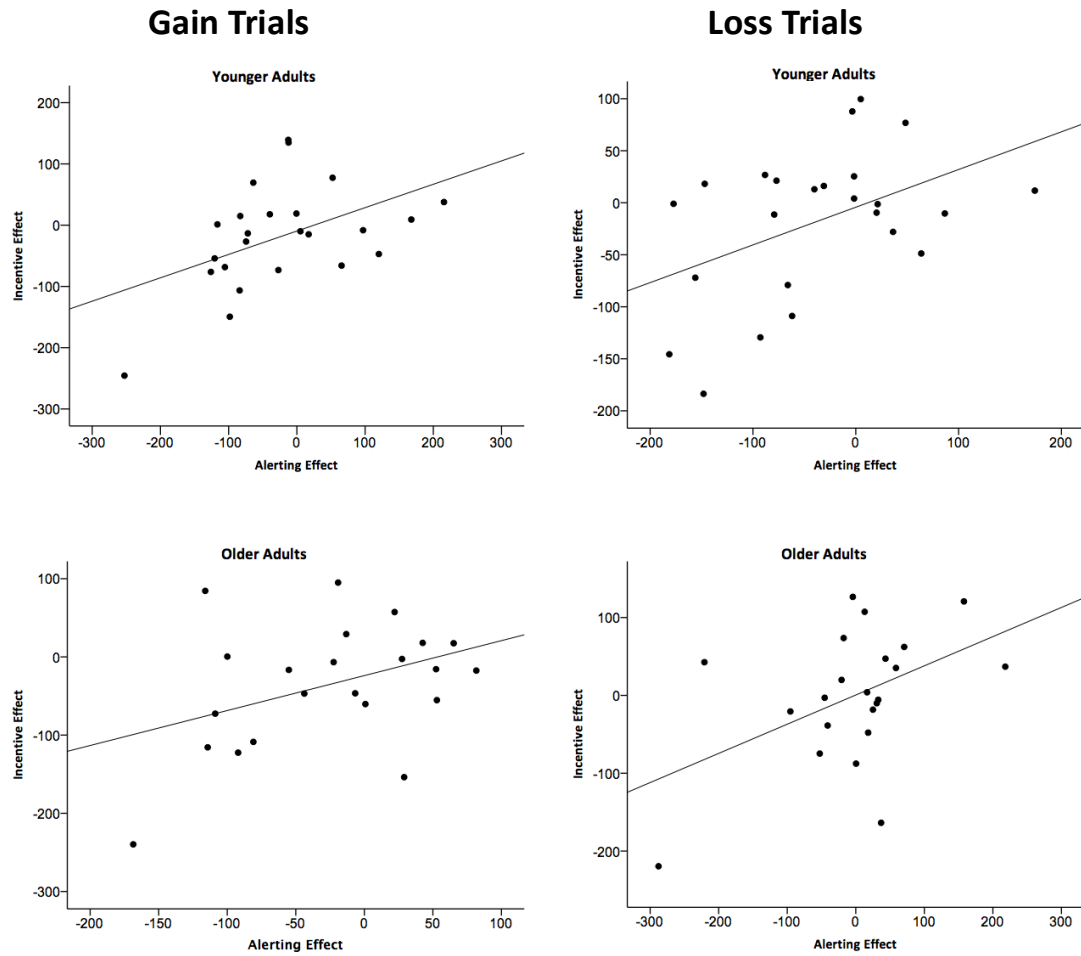 Gain Trials
Loss Trials
Younger Adults
200
100
0
-100
-200
-300
Incentive Effect
-300 -200 -100 0 100 200 300
Alerting Effect
Younger Adults
100
50
0
-50
-100
-150
-200
Incentive Effect
-200 -100 0 100 200
Alerting Effect
Older Adults
100
0
-100
-200
-300
Incentive Effect
-200 -150 -100 -50 0 50 100
Alerting Effect
Older Adults
100
0
-100
-200
Incentive Effect
-300 -200 -100 0 100 200 300
Alerting Effect